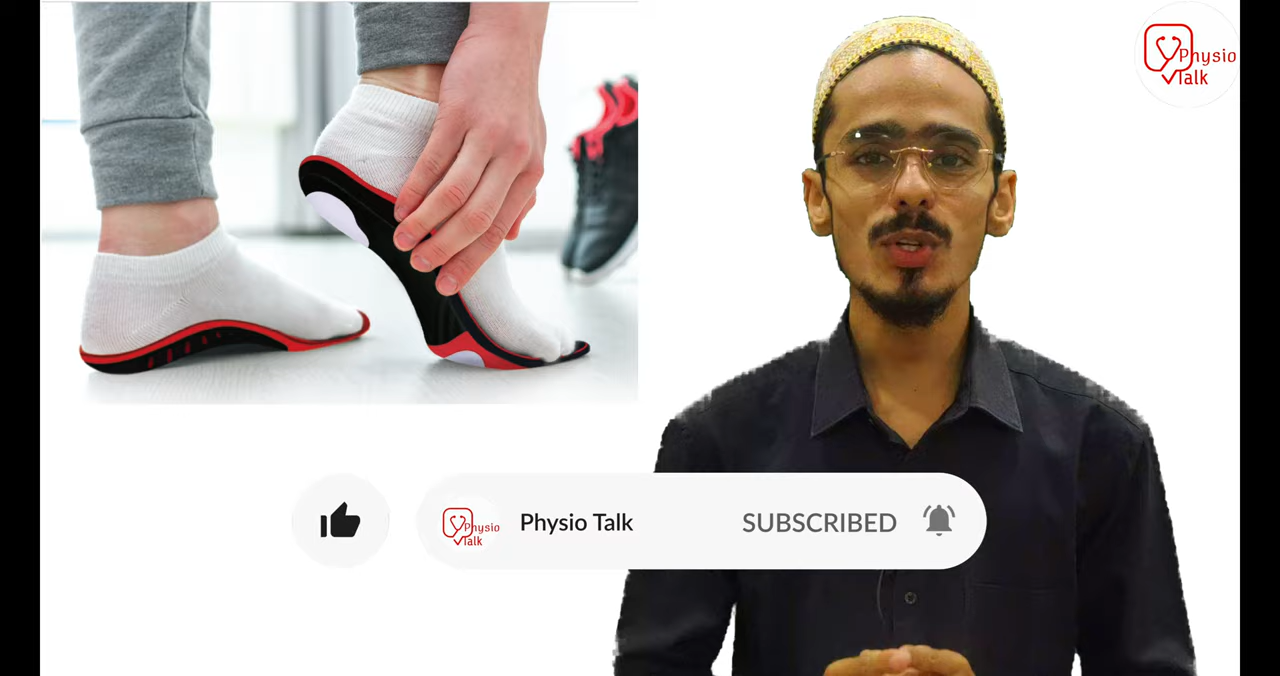 Physio
Talk
Physio
Talk
Physio Talk
SUBSCRIBED